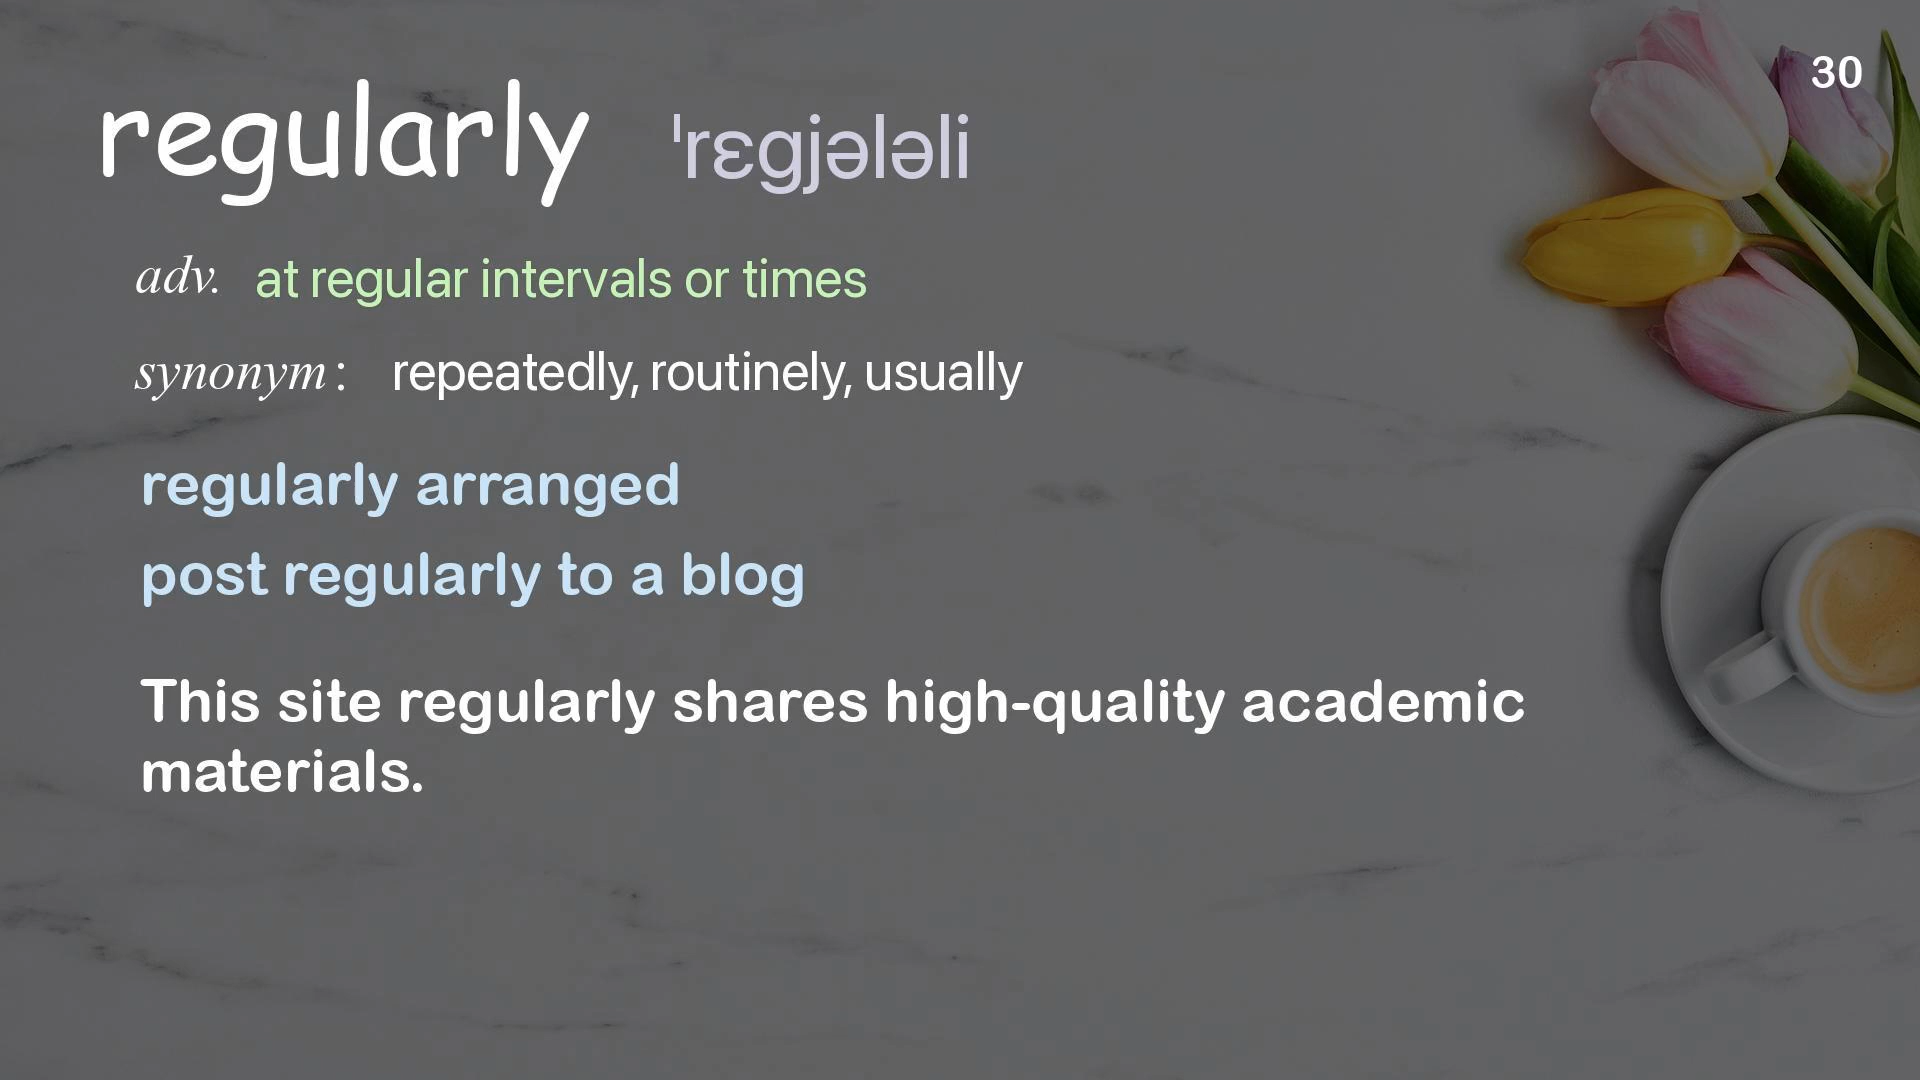 30
regularly ˈrɛgjələli
adv. at regular intervals or times
synonym : repeatedly, routinely, usually
regularly arranged
post regularly to a blog
This site regularly shares high-quality academic
materials.